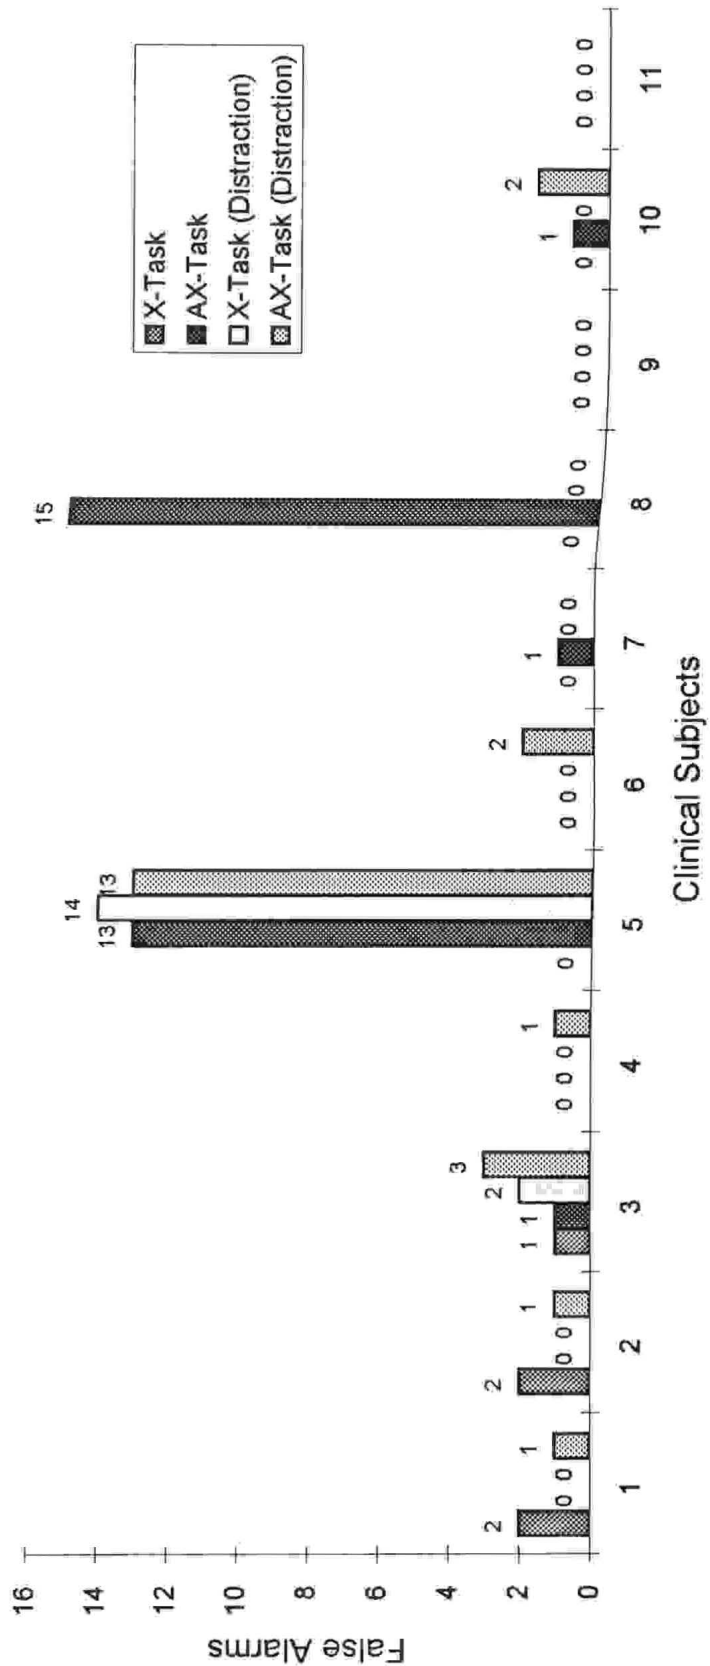 16
14
12
10
8
6
4
2
0
False Alarms
X-Task
AX-Task
X-Task (Distraction)
AX-Task (Distraction)
2 0 0 1
2 0 0 1
1 1 2 3
0 0 0 1
0 13 14 13
0 0 0 2
0 1 0 0
0 15 0 0
0 0 0 0
0 1 0 2
0 0 0 0
1 2 3 4 5 6 7 8 9 10 11
Clinical Subjects